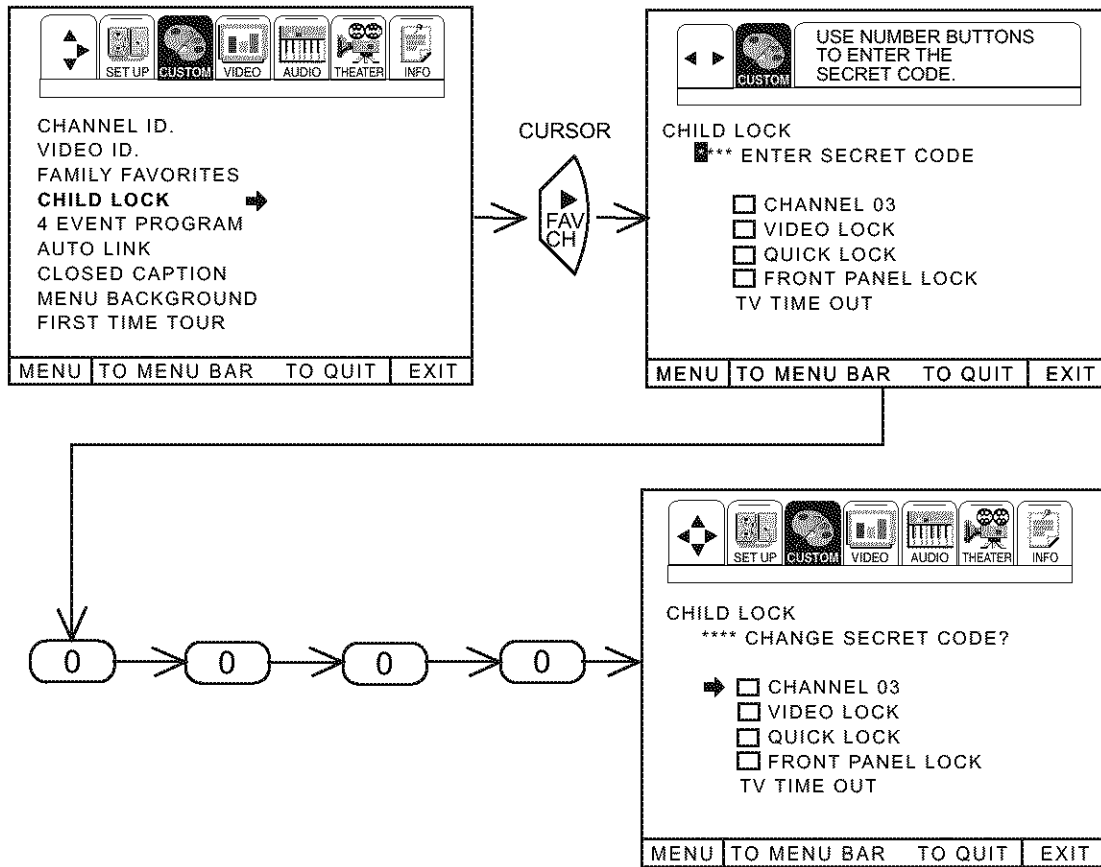 SET UP CUSTOM VIDEO AUDIO THEATER INFO
CHANNEL ID.
VIDEO ID.
FAMILY FAVORITES
CHILD LOCK
4 EVENT PROGRAM
AUTO LINK
CLOSED CAPTION
MENU BACKGROUND
FIRST TIME TOUR
MENU TO MENU BAR TO QUIT EXIT
CURSOR
FAV
CH
CUSTOM
USE NUMBER BUTTONS
TO ENTER THE
SECRET CODE.
CHILD LOCK
**** ENTER SECRET CODE
CHANNEL 03
VIDEO LOCK
QUICK LOCK
FRONT PANEL LOCK
TV TIME OUT
MENU TO MENU BAR TO QUIT EXIT
0 0 0 0
SET UP CUSTOM VIDEO AUDIO THEATER INFO
CHILD LOCK
**** CHANGE SECRET CODE?
CHANNEL 03
VIDEO LOCK
QUICK LOCK
FRONT PANEL LOCK
TV TIME OUT
MENU TO MENU BAR TO QUIT EXIT